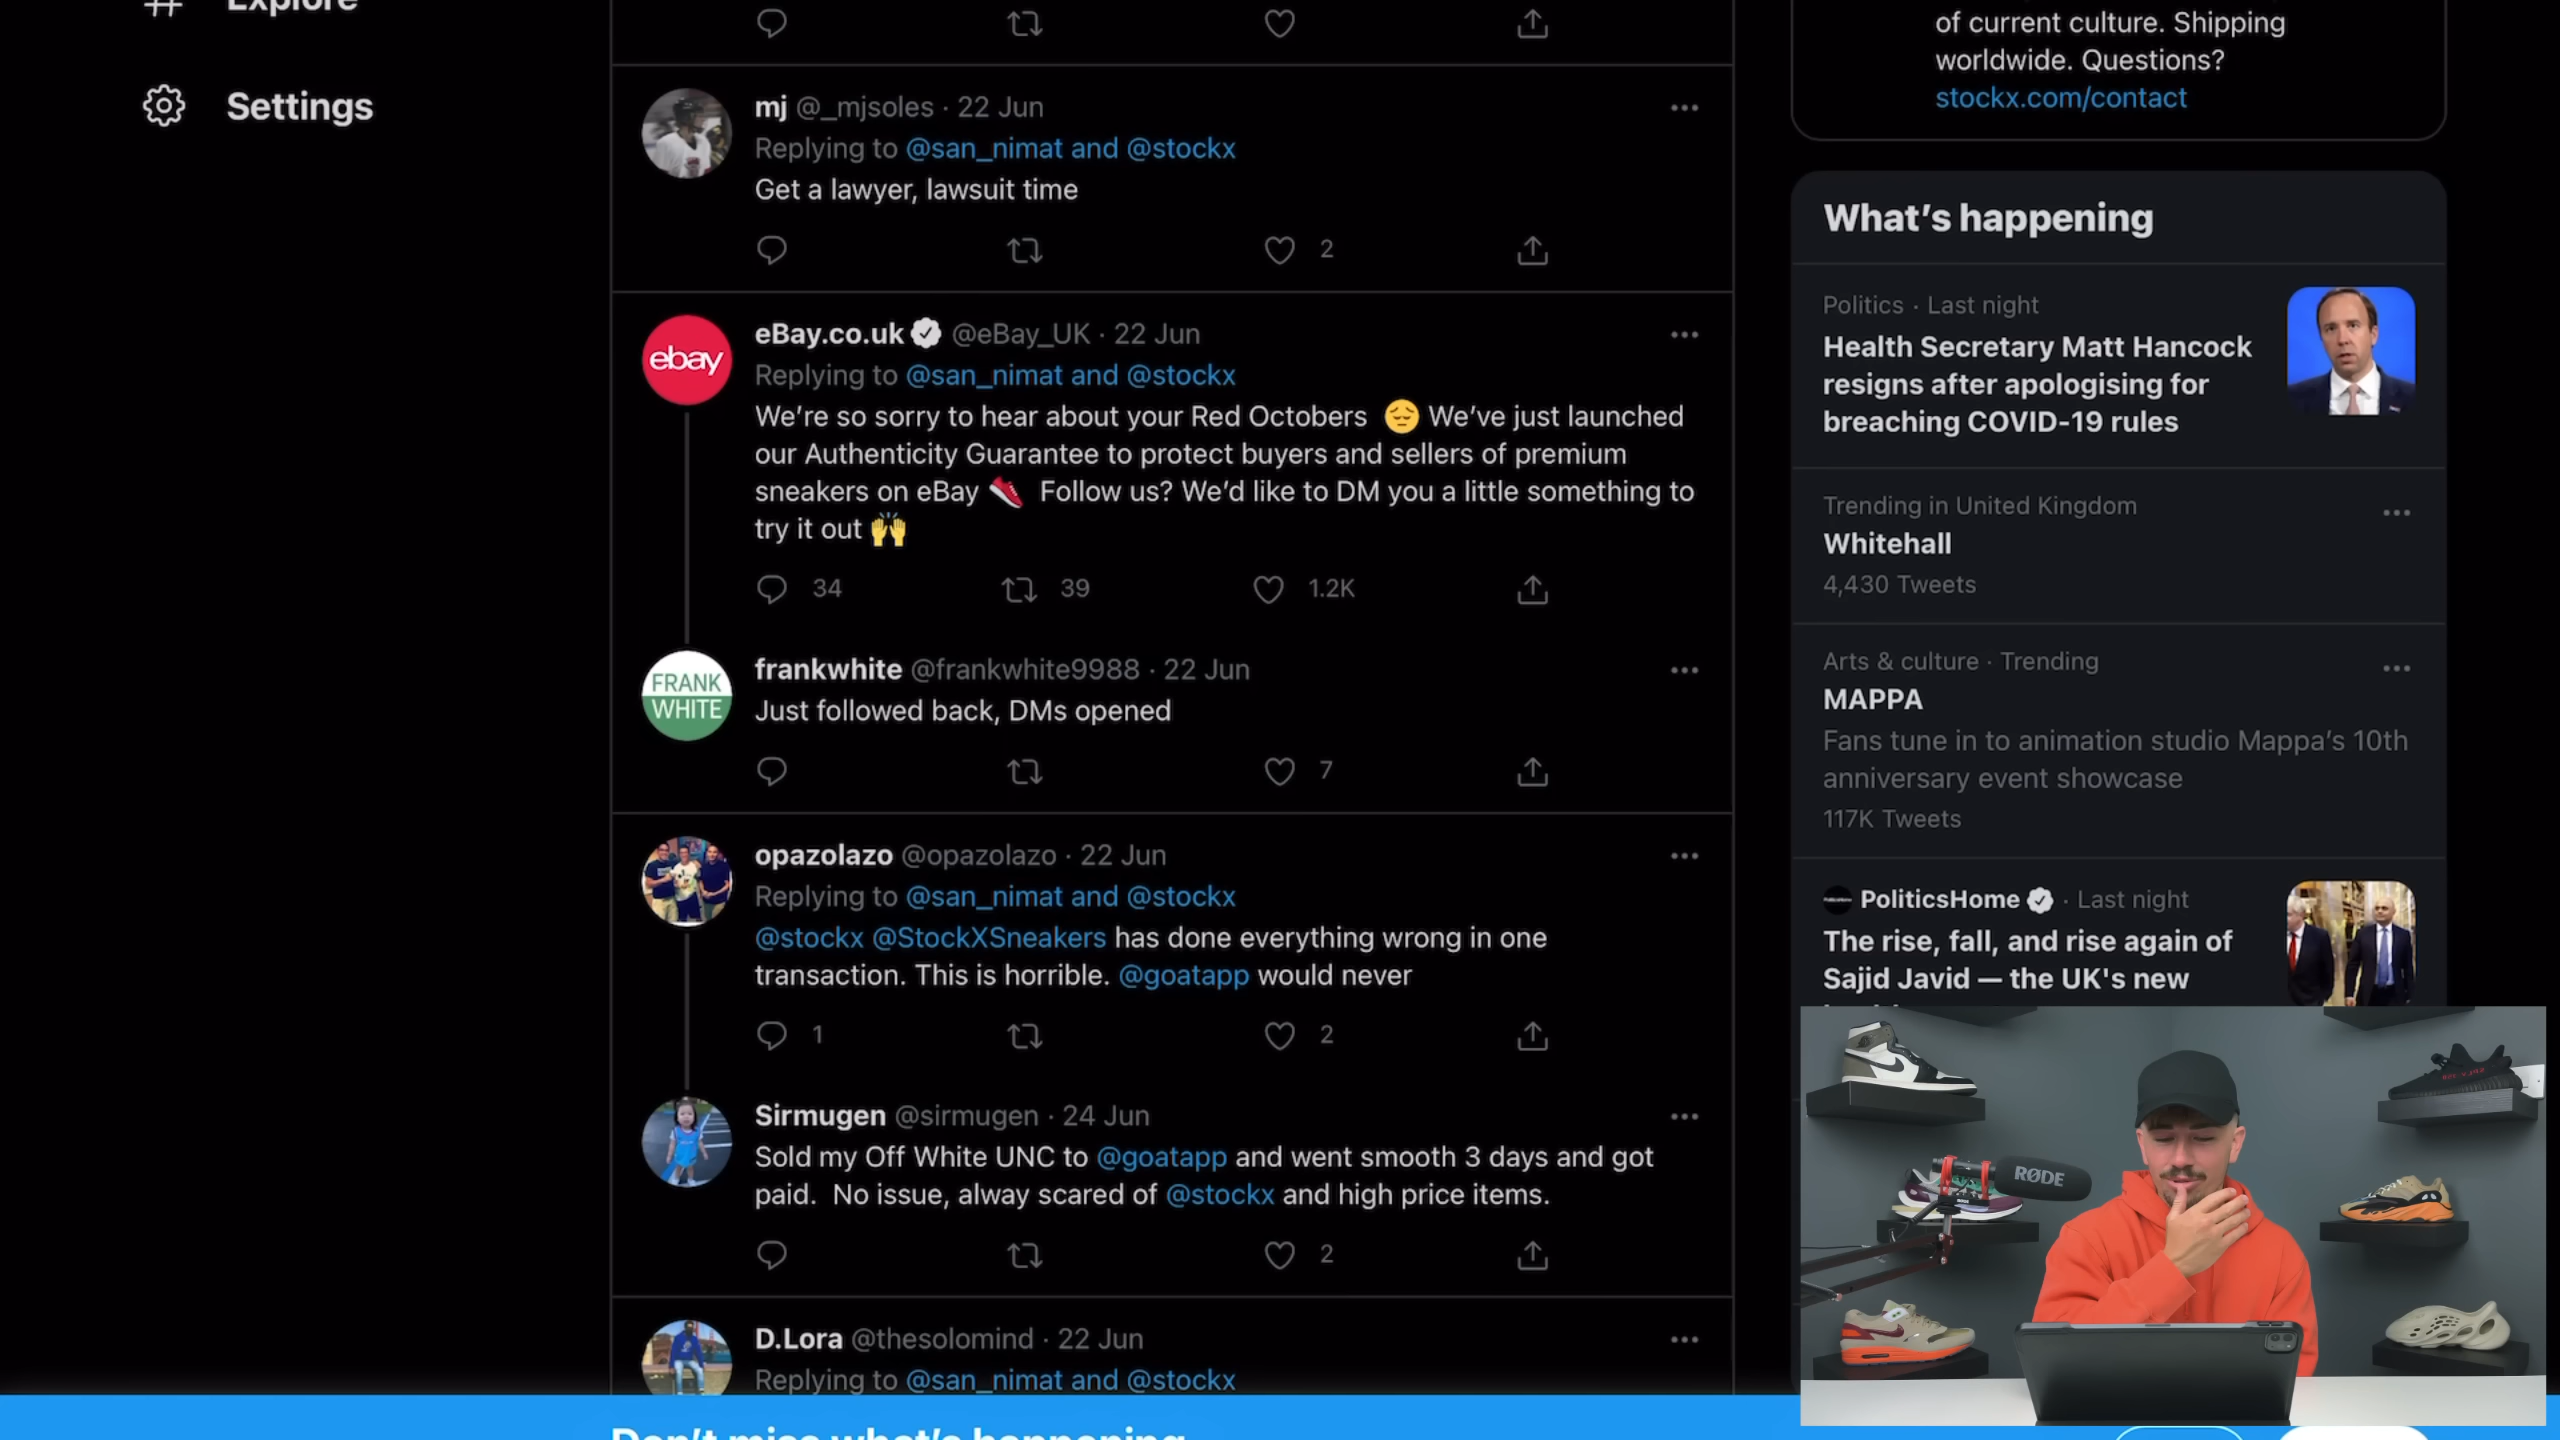 Explore
Settings
mj @_mjsoles · 22 Jun
Replying to @san_nimat and @stockx
Get a lawyer, lawsuit time
2
ebay
eBay.co.uk @eBay_UK · 22 Jun
Replying to @san_nimat and @stockx
We're so sorry to hear about your Red Octobers 😔 We've just launched
our Authenticity Guarantee to protect buyers and sellers of premium
sneakers on eBay 👟 Follow us? We'd like to DM you a little something to
try it out 🙌
34 39 1.2K
FRANK
WHITE
frankwhite @frankwhite9988 · 22 Jun
Just followed back, DMs opened
7
opazolazo @opazolazo · 22 Jun
Replying to @san_nimat and @stockx
@stockx @StockXSneakers has done everything wrong in one
transaction. This is horrible. @goatapp would never
1 2
Sirmugen @sirmugen · 24 Jun
Sold my Off White UNC to @goatapp and went smooth 3 days and got
paid.  No issue, alway scared of @stockx and high price items.
2
D.Lora @thesolomind · 22 Jun
Replying to @san_nimat and @stockx
Don't miss what's happening
of current culture. Shipping
worldwide. Questions?
stockx.com/contact
What's happening
Politics · Last night
Health Secretary Matt Hancock
resigns after apologising for
breaching COVID-19 rules
Trending in United Kingdom
Whitehall
4,430 Tweets
Arts & culture · Trending
MAPPA
Fans tune in to animation studio Mappa's 10th
anniversary event showcase
117K Tweets
PoliticsHome · Last night
The rise, fall, and rise again of
Sajid Javid — the UK's new
RØDE